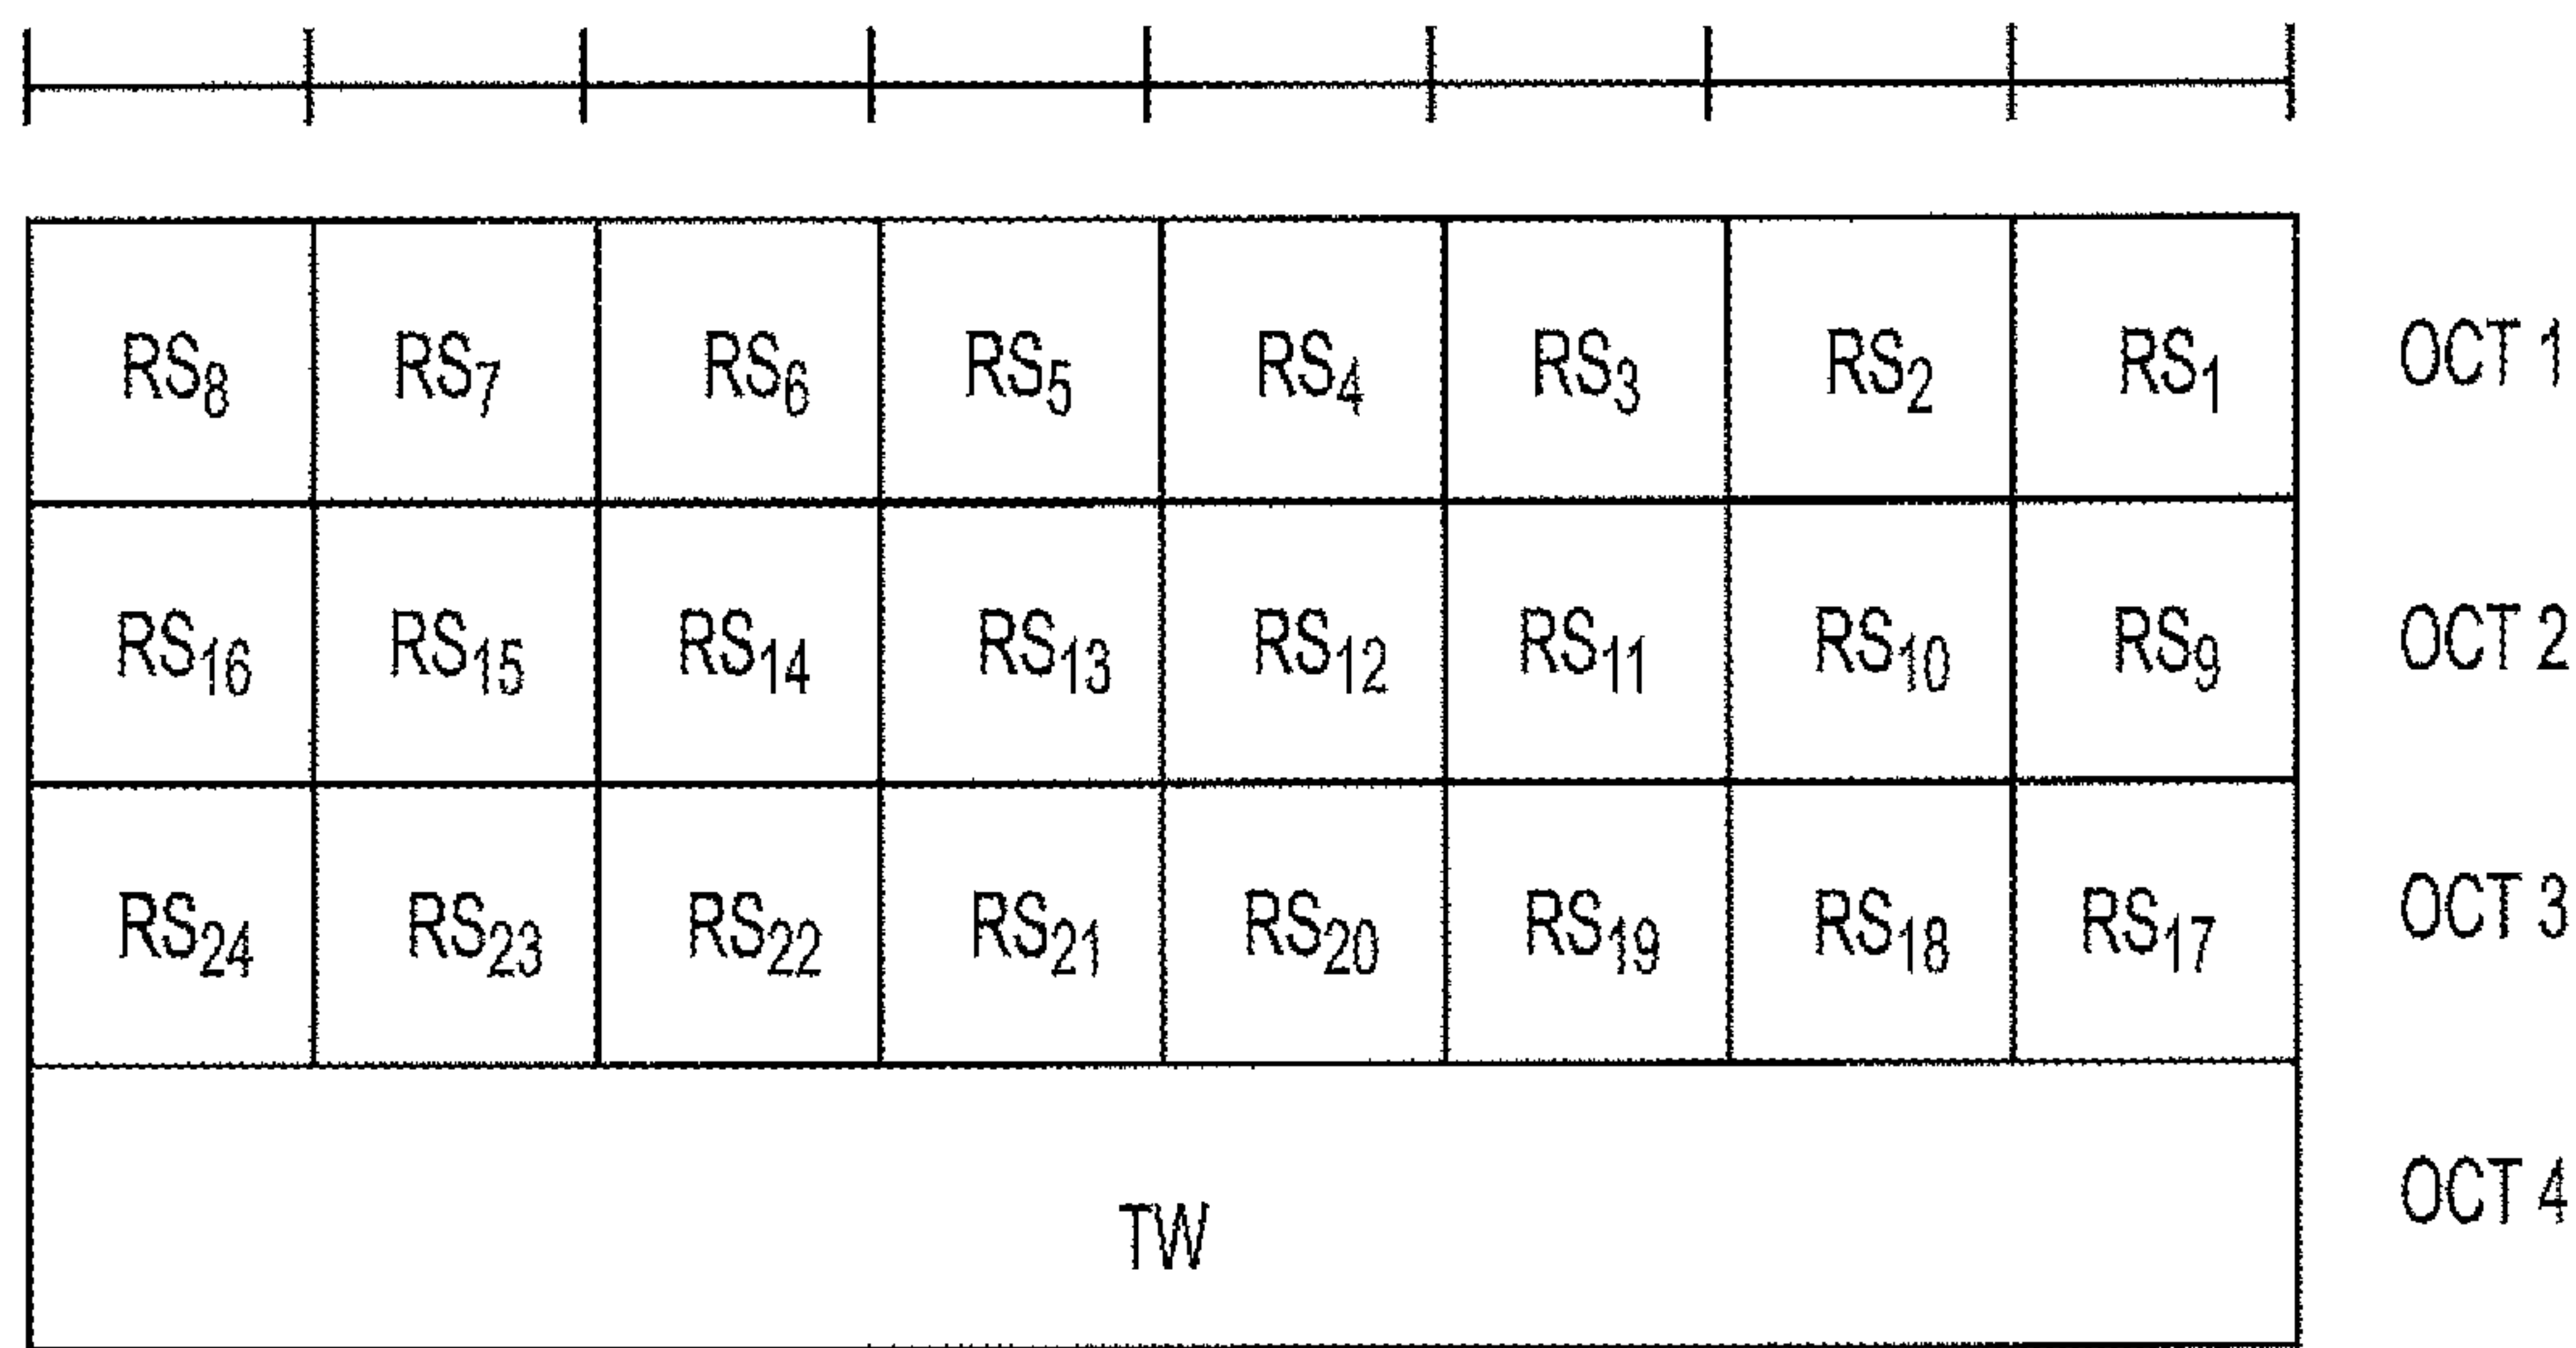 RS8 RS7 RS6 RS5 RS4 RS3 RS2 RS1 OCT 1
RS16 RS15 RS14 RS13 RS12 RS11 RS10 RS9 OCT 2
RS24 RS23 RS22 RS21 RS20 RS19 RS18 RS17 OCT 3
TW OCT 4